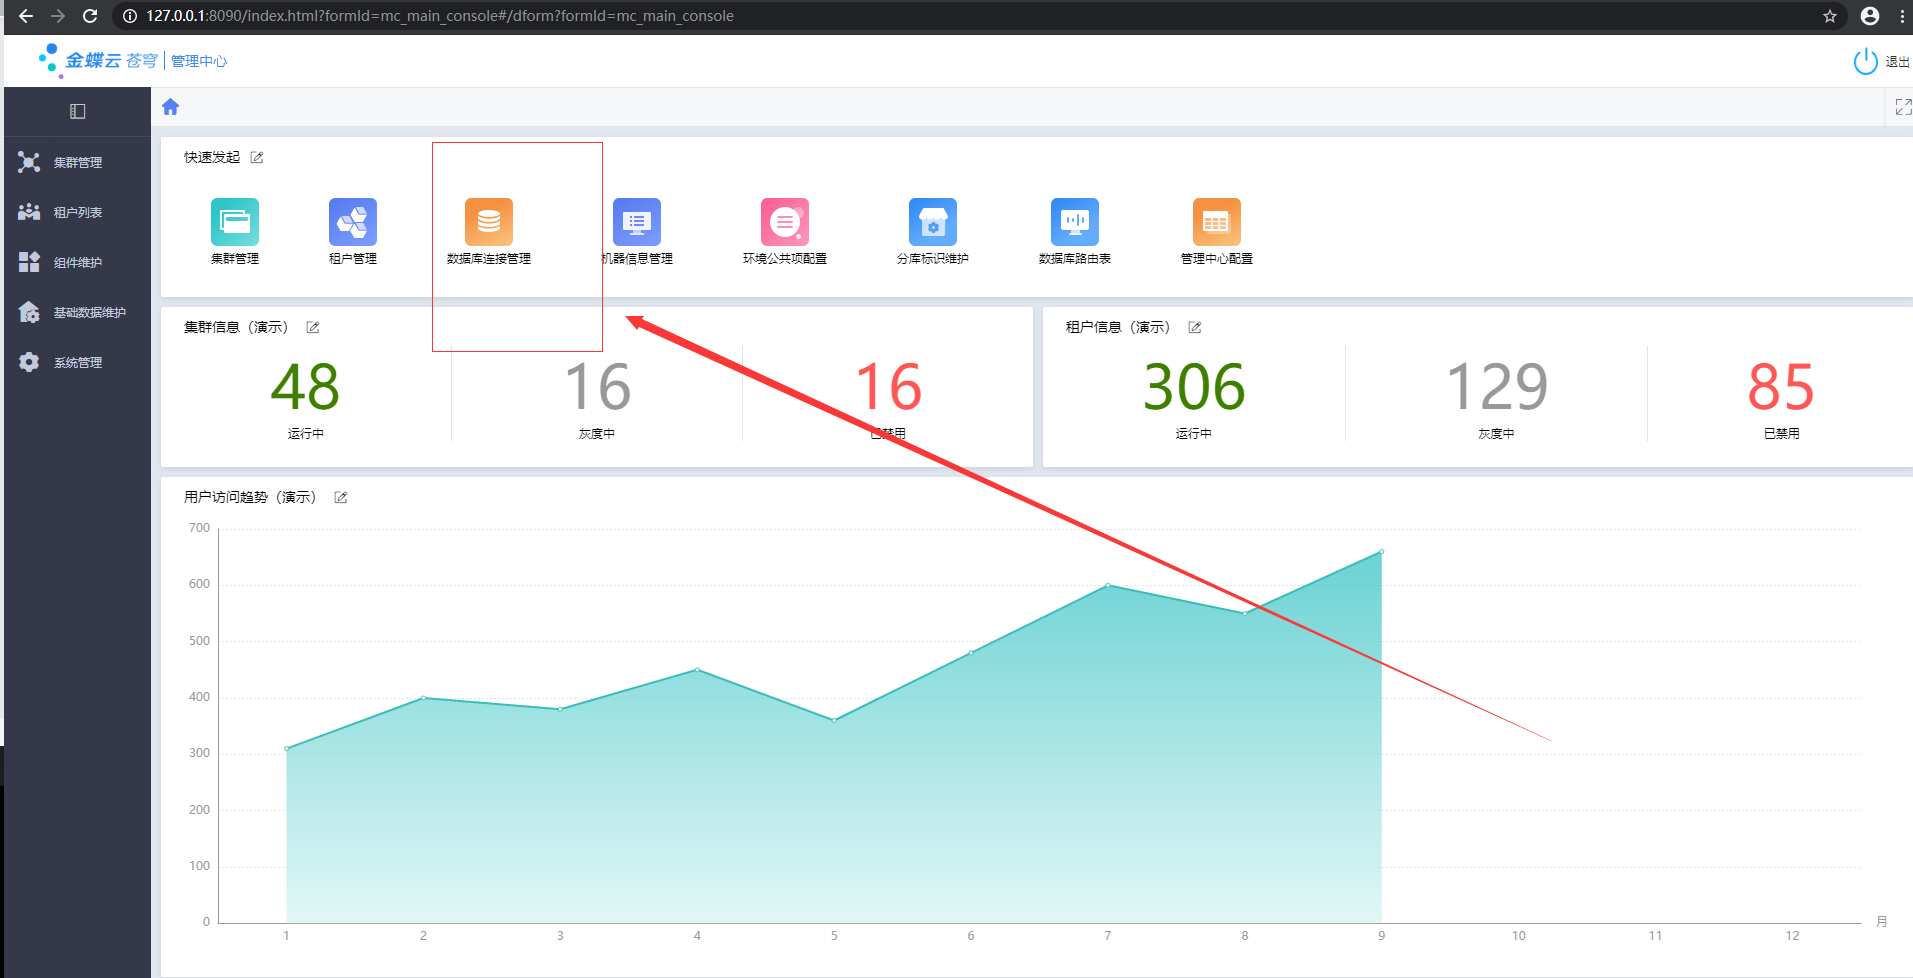 127.0.0.1:8090/index.html?formId=mc_main_console#/dform?formId=mc_main_console
金蝶云 苍穹 | 管理中心
退出
集群管理
租户列表
组件维护
基础数据维护
系统管理
快速发起
集群管理 租户管理 数据库连接管理 机器信息管理 环境公共项配置 分库标识维护 数据库路由表 管理中心配置
集群信息（演示）
48 16 16
运行中 灰度中 已禁用
租户信息（演示）
306 129 85
运行中 灰度中 已禁用
用户访问趋势（演示）
700
600
500
400
300
200
100
0
1 2 3 4 5 6 7 8 9 10 11 12
月